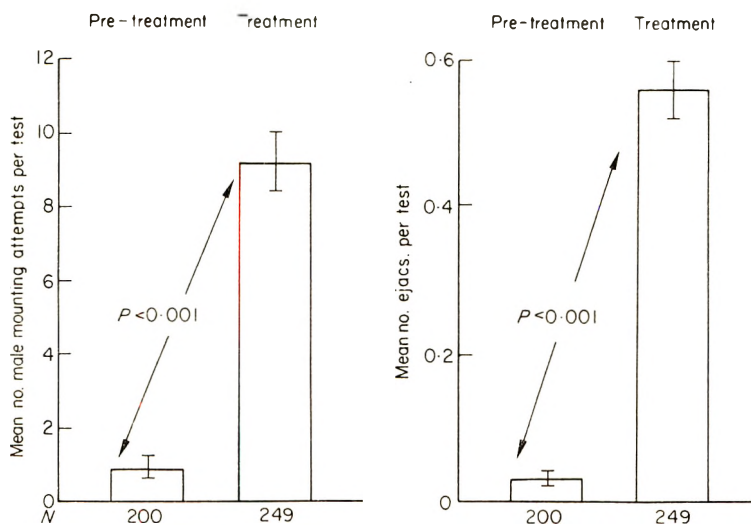 Pre-treatment Treatment
12
10
8
6
4
2
0
Mean no. male mounting attempts per test
P<0·001
N 200 249
Pre-treatment Treatment
0·6
0·4
0·2
0
Mean no. ejacs. per test
P<0·001
200 249